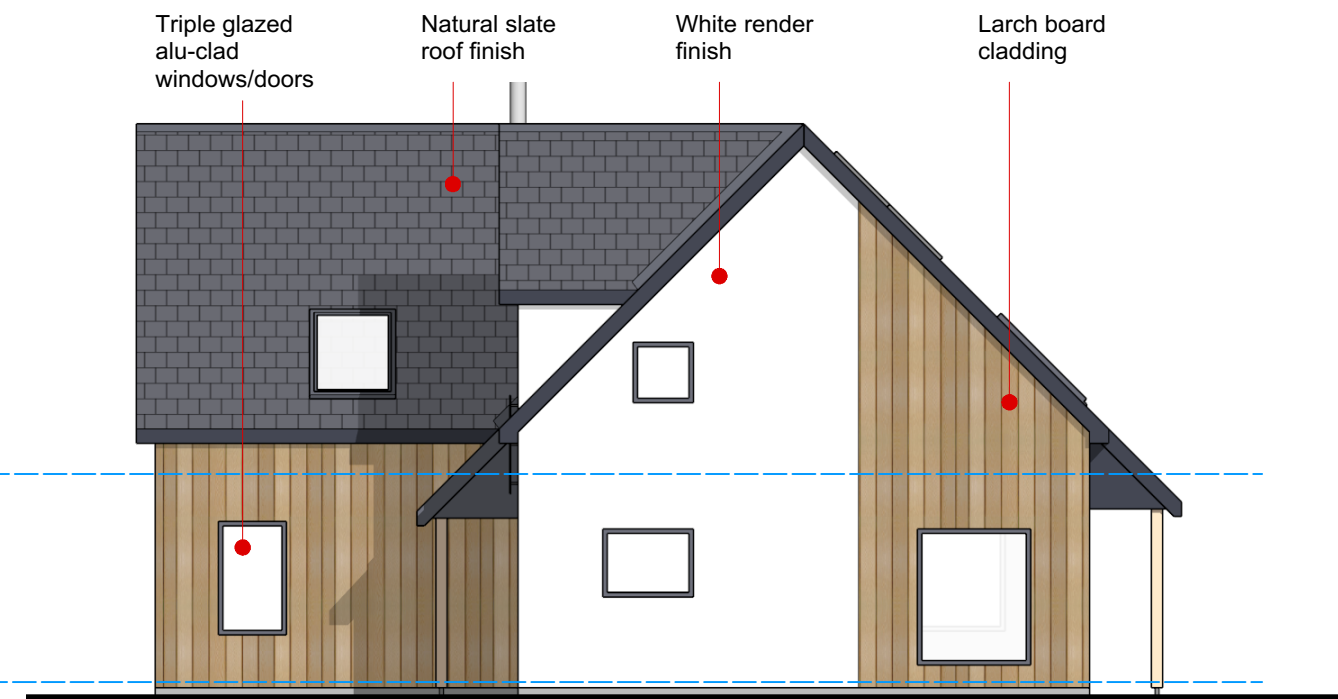 Triple glazed
alu-clad
windows/doors
Natural slate
roof finish
White render
finish
Larch board
cladding